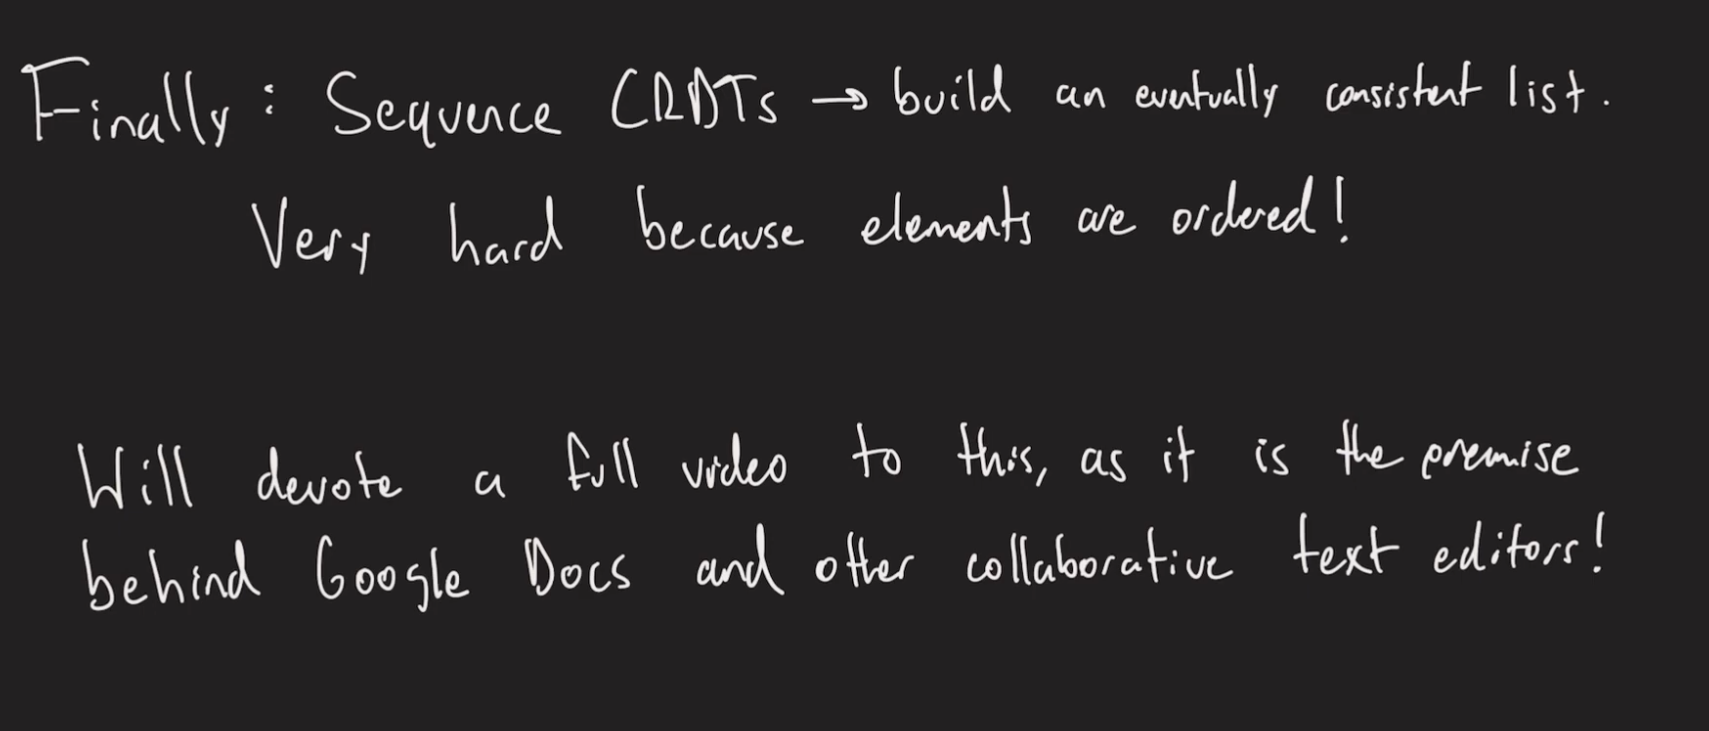 Finally: Sequence CRDTs → build an eventually consistent list.
Very hard because elements are ordered!
Will devote a full video to this, as it is the premise
behind Google Docs and other collaborative text editors!